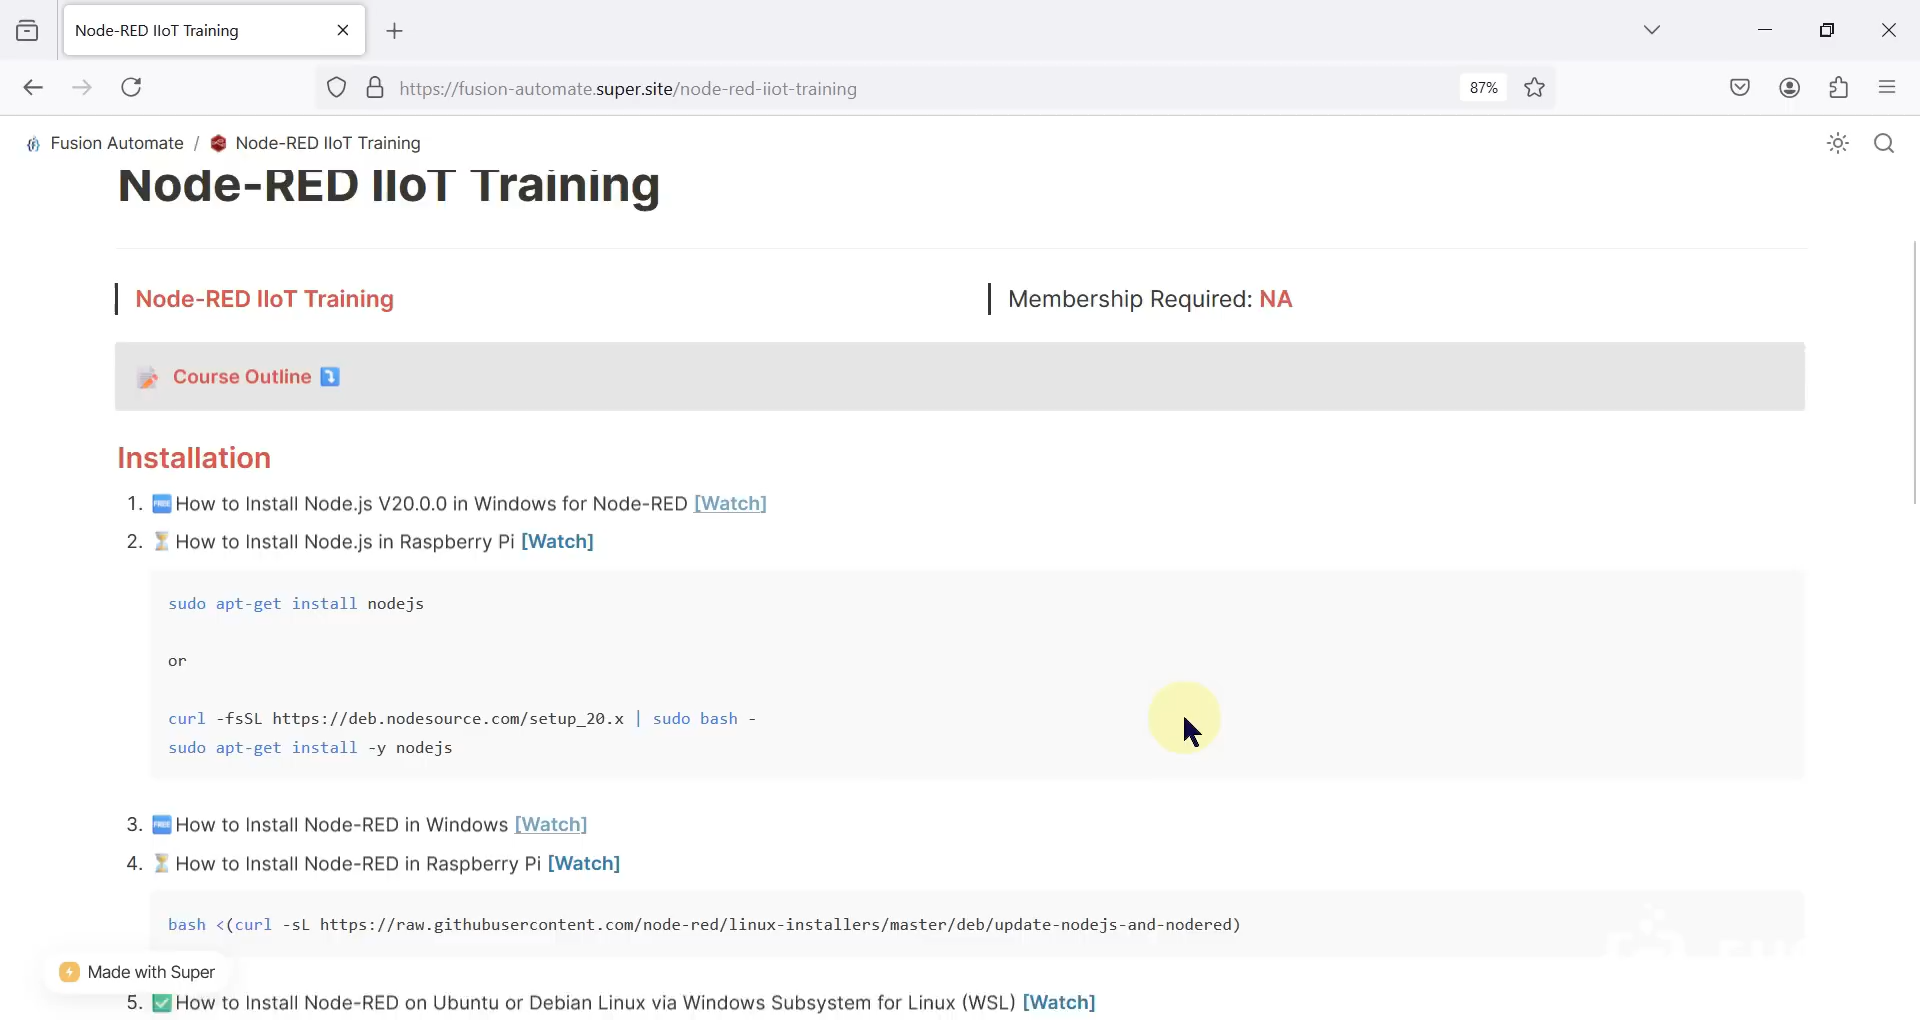 Node-RED IIoT Training
https://fusion-automate.super.site/node-red-iiot-training
87%
Fusion Automate / Node-RED IIoT Training
Node-RED IIoT Training
Node-RED IIoT Training
Membership Required: NA
Course Outline
Installation
1. FREE How to Install Node.js V20.0.0 in Windows for Node-RED [Watch]
2. How to Install Node.js in Raspberry Pi [Watch]
sudo apt-get install nodejs
or
curl -fsSL https://deb.nodesource.com/setup_20.x | sudo bash -
sudo apt-get install -y nodejs
3. FREE How to Install Node-RED in Windows [Watch]
4. How to Install Node-RED in Raspberry Pi [Watch]
bash <(curl -sL https://raw.githubusercontent.com/node-red/linux-installers/master/deb/update-nodejs-and-nodered)
Made with Super
5. How to Install Node-RED on Ubuntu or Debian Linux via Windows Subsystem for Linux (WSL) [Watch]